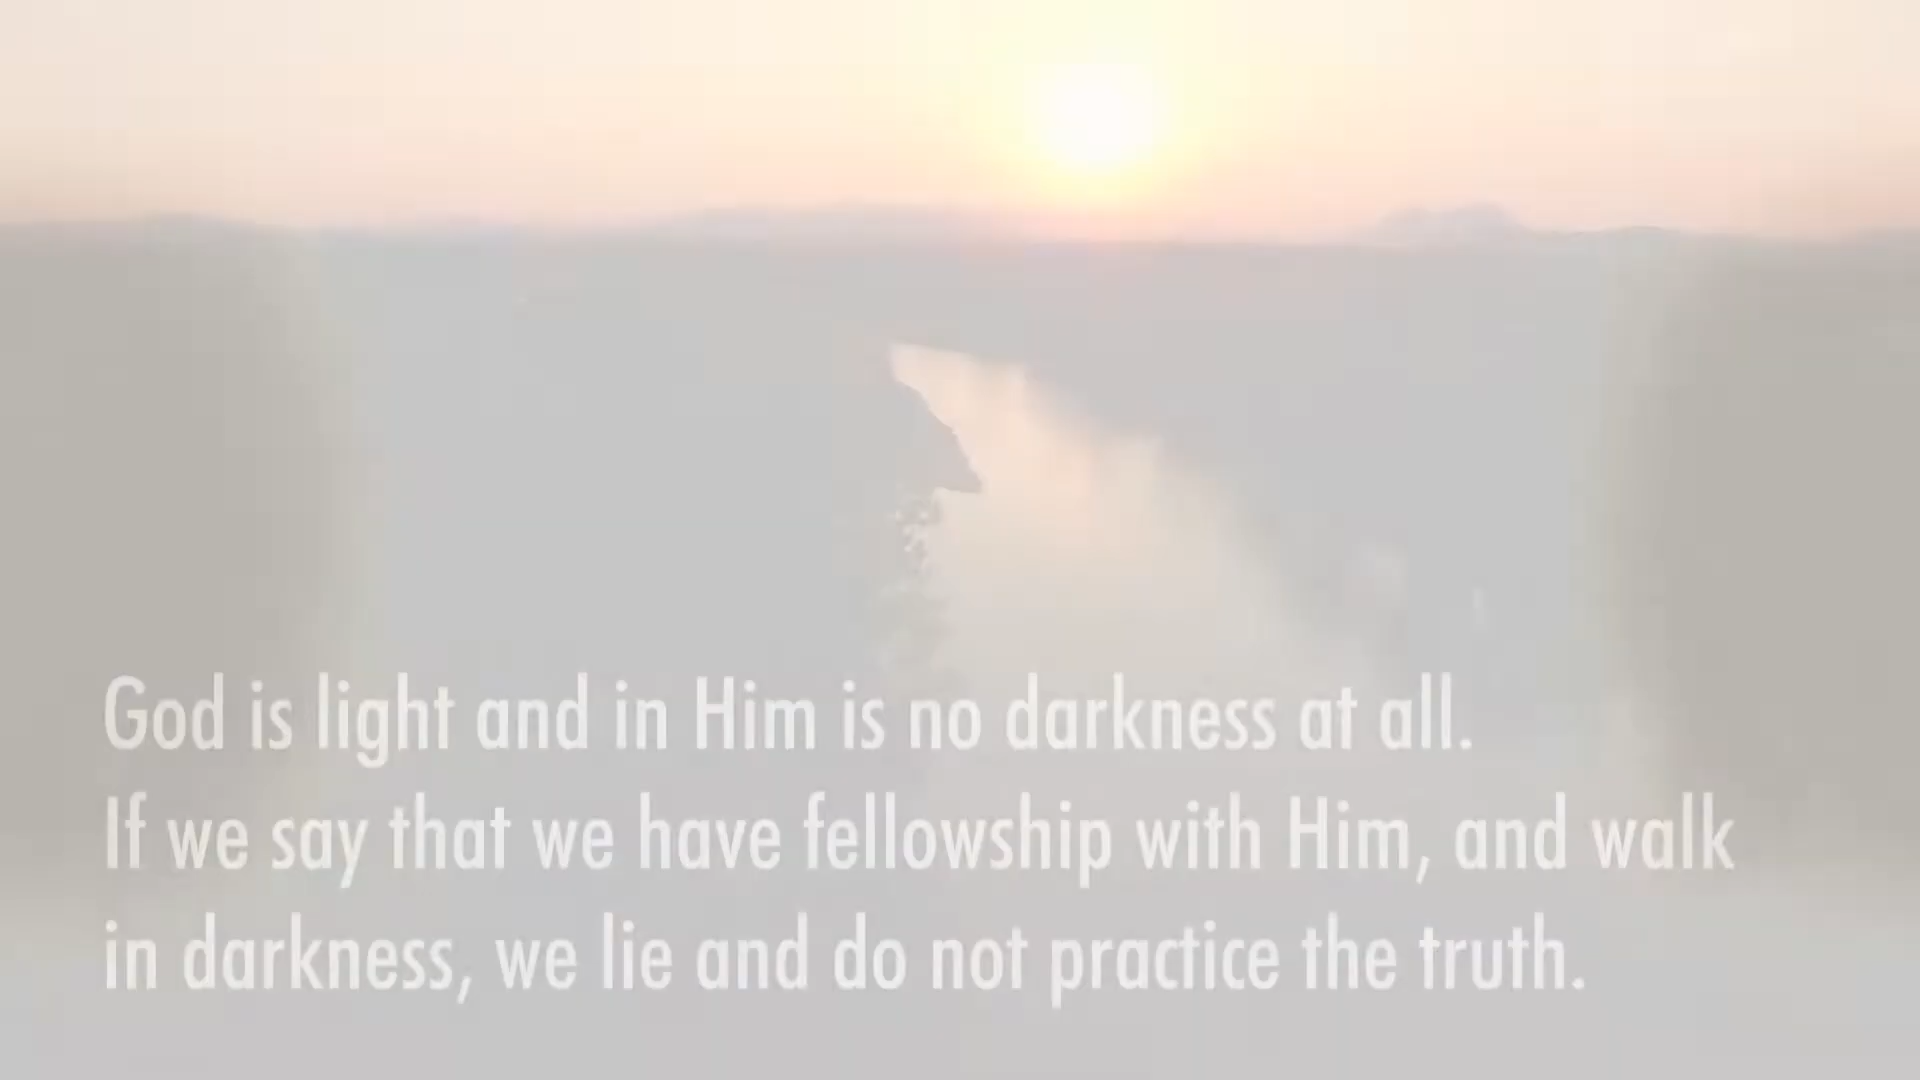 God is light and in Him is no darkness at all.
If we say that we have fellowship with Him, and walk
in darkness, we lie and do not practice the truth.